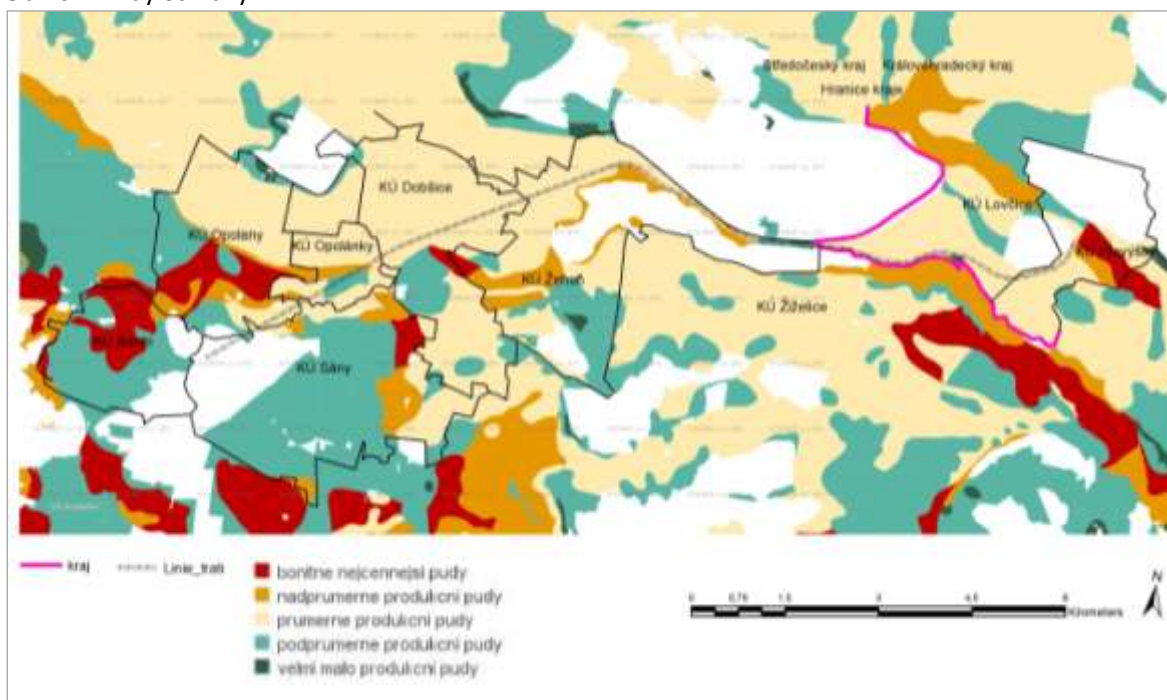 Středočeský kraj
Královéhradecký kraj
Hranice kraje
KÚ Dobšice
KÚ Lovčice
KÚ Opolany
KÚ Opolánky
KÚ Žehuň
KÚ Žiželice
KÚ Sány
kraj
Linie_trati
bonitne nejcennejsi pudy
nadprumerne produkcni pudy
prumerne produkcni pudy
podprumerne produkcni pudy
velmi malo produkcni pudy
0 0,75 1,5 3 4,5 6
Kilometers
N